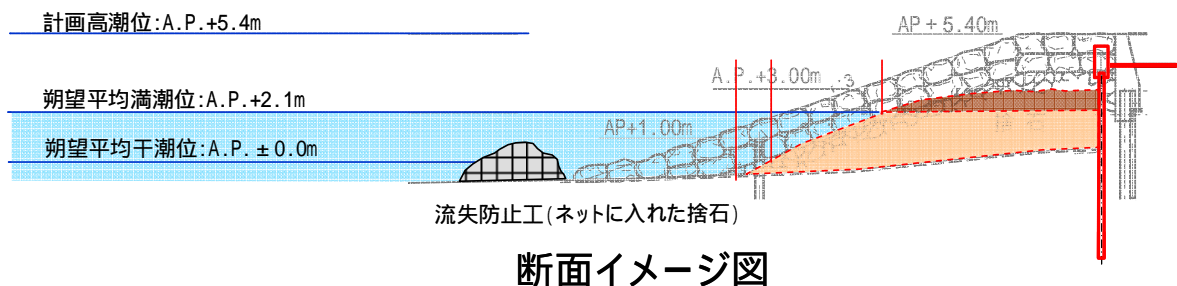 計画高潮位:A.P.+5.4m
AP+5.40m
A.P.+3.00m
朔望平均満潮位:A.P.+2.1m
AP+1.00m
朔望平均干潮位:A.P.±0.0m
流失防止工(ネットに入れた捨石)
断面イメージ図